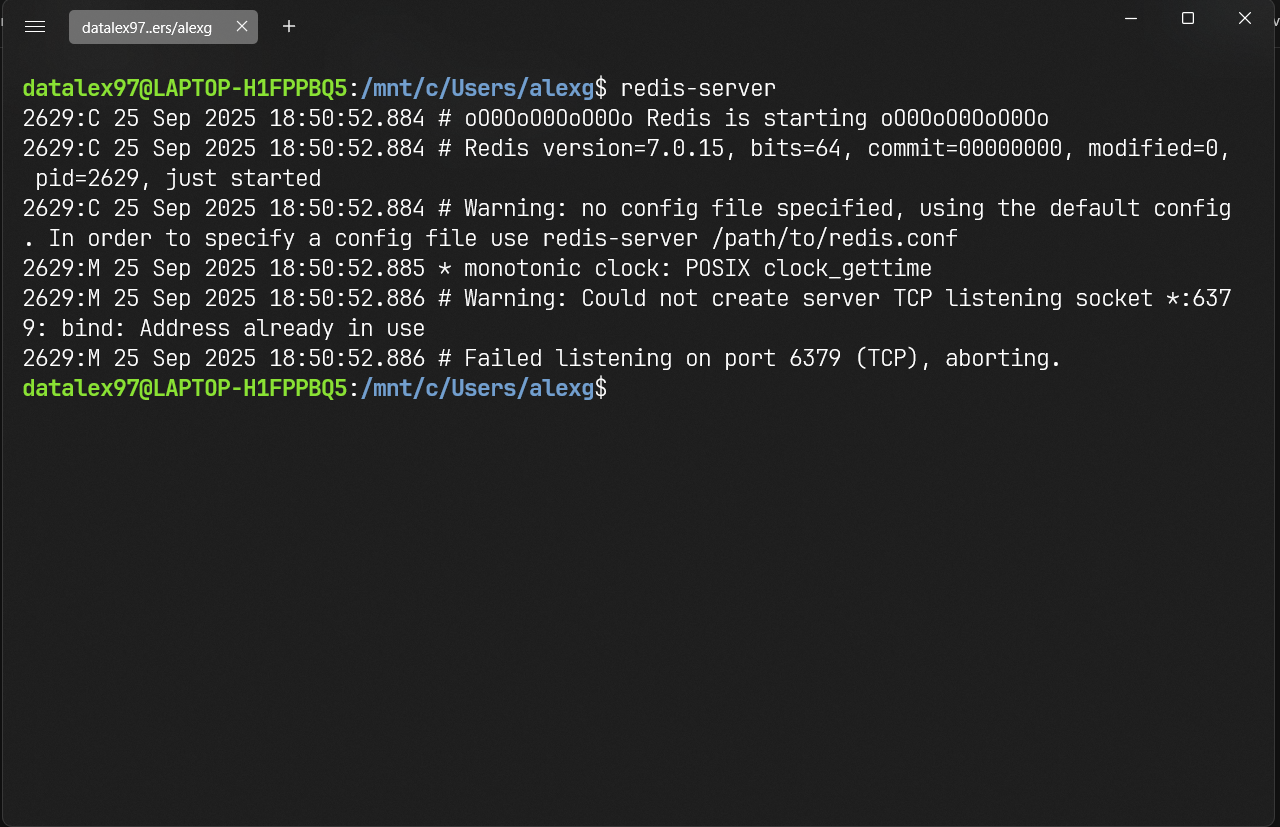 datalex97..ers/alexg
datalex97@LAPTOP-H1FPPBQ5:/mnt/c/Users/alexg$ redis-server
2629:C 25 Sep 2025 18:50:52.884 # oO0OoO0OoO0Oo Redis is starting oO0OoO0OoO0Oo
2629:C 25 Sep 2025 18:50:52.884 # Redis version=7.0.15, bits=64, commit=00000000, modified=0,
 pid=2629, just started
2629:C 25 Sep 2025 18:50:52.884 # Warning: no config file specified, using the default config
. In order to specify a config file use redis-server /path/to/redis.conf
2629:M 25 Sep 2025 18:50:52.885 * monotonic clock: POSIX clock_gettime
2629:M 25 Sep 2025 18:50:52.886 # Warning: Could not create server TCP listening socket *:637
9: bind: Address already in use
2629:M 25 Sep 2025 18:50:52.886 # Failed listening on port 6379 (TCP), aborting.
datalex97@LAPTOP-H1FPPBQ5:/mnt/c/Users/alexg$